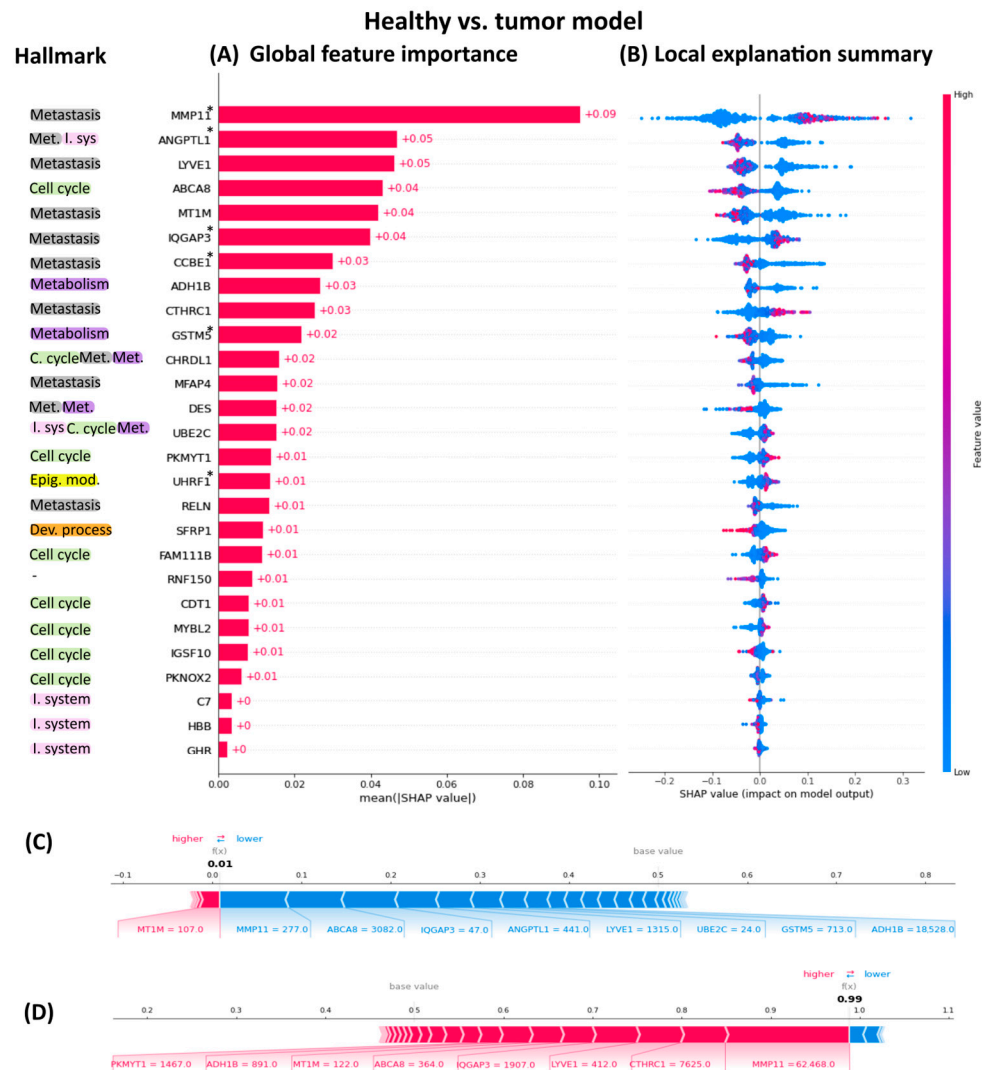 Healthy vs. tumor model
Hallmark
(A) Global feature importance
(B) Local explanation summary
Metastasis MMP11* +0.09
Met. I. sys ANGPTL1* +0.05
Metastasis LYVE1 +0.05
Cell cycle ABCA8 +0.04
Metastasis MT1M +0.04
Metastasis IQGAP3* +0.04
Metastasis CCBE1* +0.03
Metabolism ADH1B +0.03
Metastasis CTHRC1 +0.03
Metabolism GSTM5* +0.02
C. cycle Met. Met. CHRDL1 +0.02
Metastasis MFAP4 +0.02
Met. Met. DES +0.02
I. sys C. cycle Met. UBE2C +0.02
Cell cycle PKMYT1 +0.01
Epig. mod. UHRF1* +0.01
Metastasis RELN +0.01
Dev. process SFRP1 +0.01
Cell cycle FAM111B +0.01
- RNF150 +0.01
Cell cycle CDT1 +0.01
Cell cycle MYBL2 +0.01
Cell cycle IGSF10 +0.01
Cell cycle PKNOX2 +0.01
I. system C7 +0
I. system HBB +0
I. system GHR +0
0.00 0.02 0.04 0.06 0.08 0.10
mean(|SHAP value|)
−0.2 −0.1 0.0 0.1 0.2 0.3
SHAP value (impact on model output)
High
Feature value
Low
(C)
higher ⇄ lower
f(x) base value
0.01
-0.1 0.0 0.1 0.2 0.3 0.4 0.5 0.6 0.7 0.8
MT1M = 107.0 MMP11 = 277.0 ABCA8 = 3082.0 IQGAP3 = 47.0 ANGPTL1 = 441.0 LYVE1 = 1315.0 UBE2C = 24.0 GSTM5 = 713.0 ADH1B = 18,528.0
(D)
higher ⇄ lower
base value f(x)
0.99
0.2 0.3 0.4 0.5 0.6 0.7 0.8 0.9 1.0 1.1
PKMYT1 = 1467.0 ADH1B = 891.0 MT1M = 122.0 ABCA8 = 364.0 IQGAP3 = 1907.0 LYVE1 = 412.0 CTHRC1 = 7625.0 MMP11 = 62.468.0